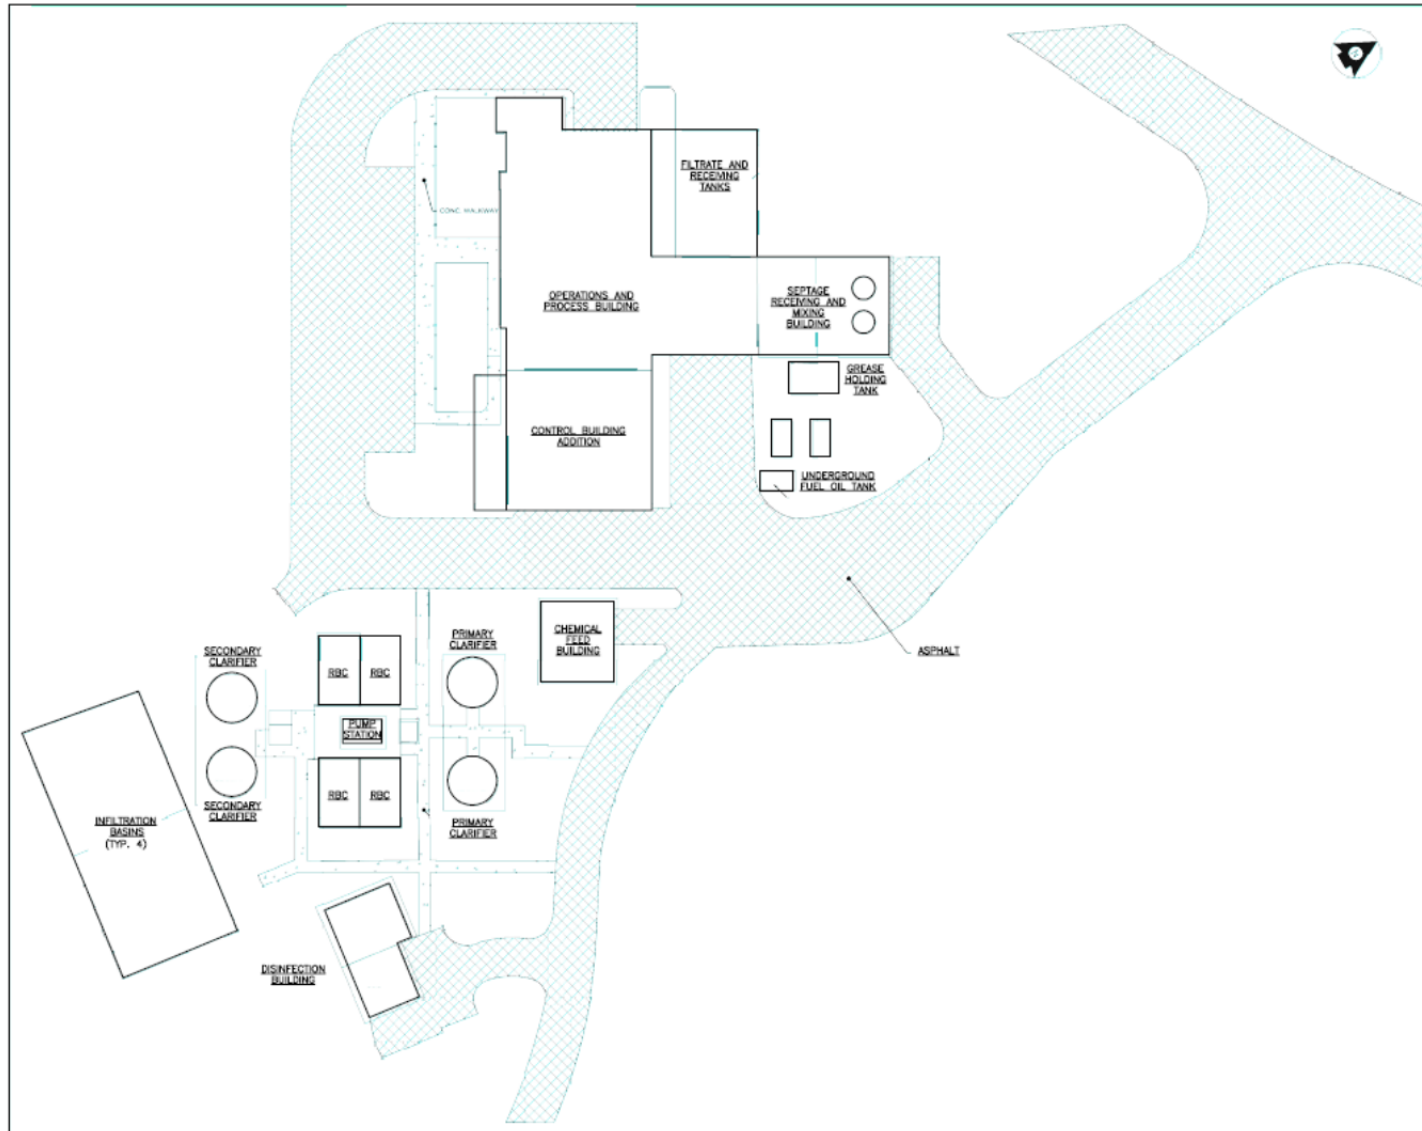 FILTRATE AND
RECEIVING
TANKS
CONC WALKWAY
OPERATIONS AND
PROCESS BUILDING
SEPTAGE
RECEIVING AND
MIXING
BUILDING
GREASE
HOLDING
TANK
CONTROL BUILDING
ADDITION
UNDERGROUND
FUEL OIL TANK
CHEMICAL
FEED
BUILDING
PRIMARY
CLARIFIER
SECONDARY
CLARIFIER
ASPHALT
RBC
RBC
PUMP
STATION
RBC
RBC
SECONDARY
CLARIFIER
INFILTRATION
BASINS
(TYP. 4)
PRIMARY
CLARIFIER
DISINFECTION
BUILDING